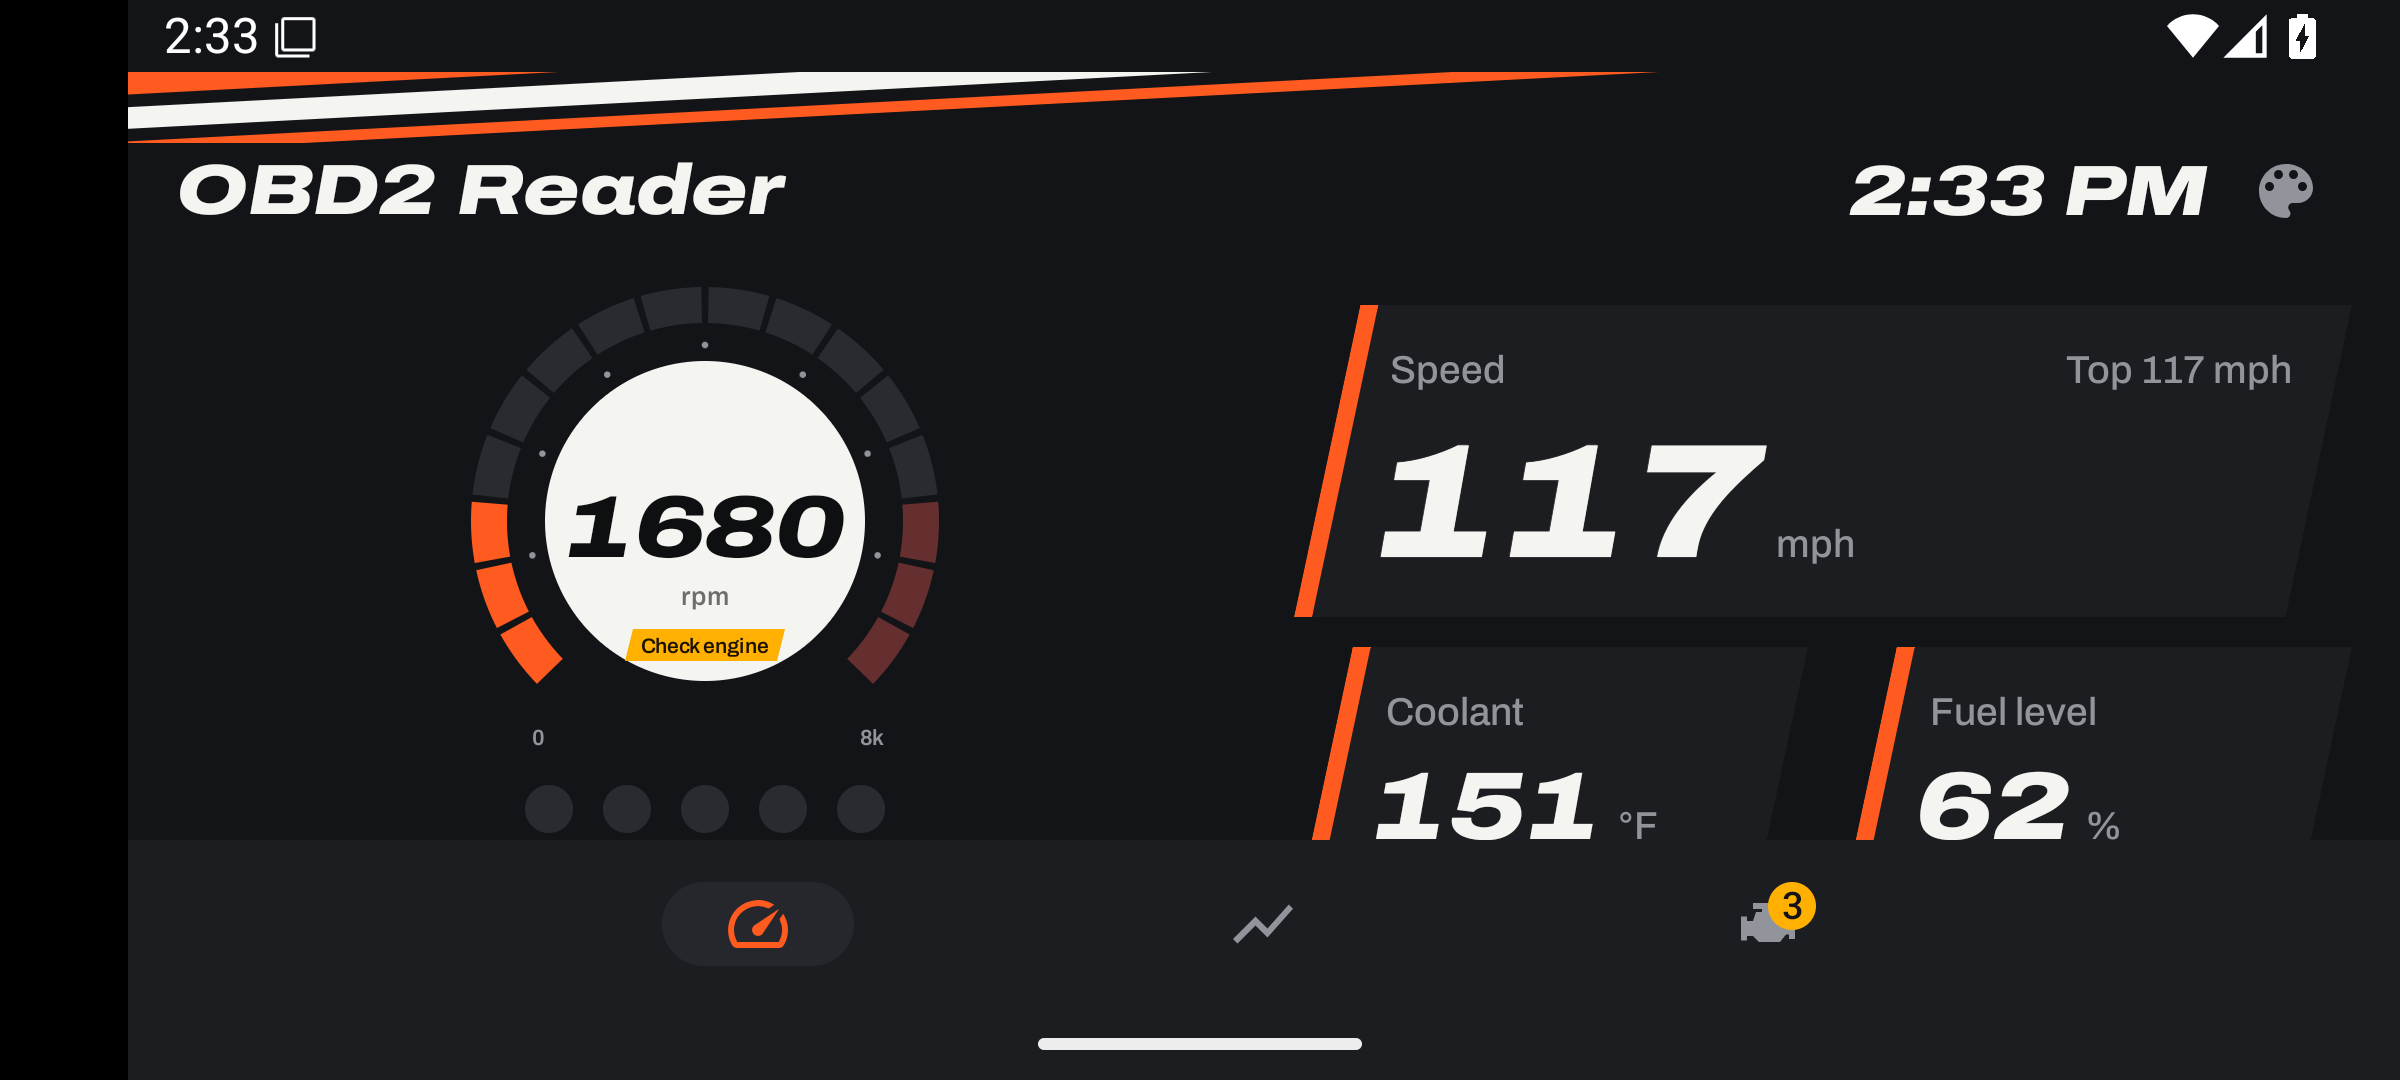 2:33
OBD2 Reader
2:33 PM
1680
rpm
Check engine
0
8k
Speed
Top 117 mph
117 mph
Coolant
151 °F
Fuel level
62 %
3